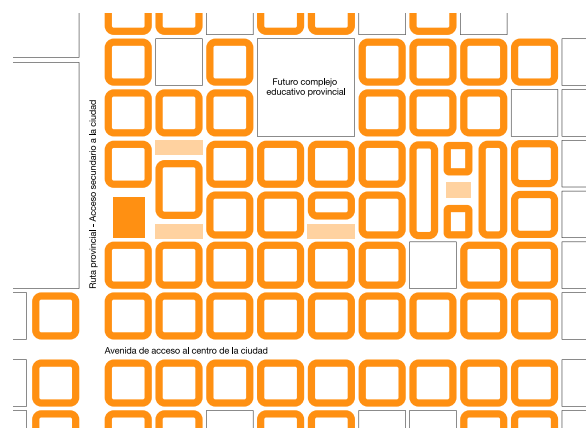 Futuro complejo
educativo provincial
Ruta provincial - Acceso secundario a la ciudad
Avenida de acceso al centro de la ciudad